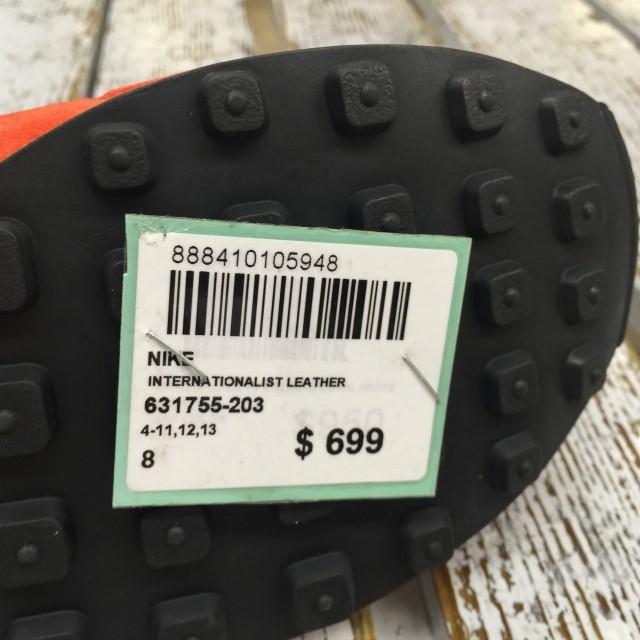 888410105948
NIKE
INTERNATIONALIST LEATHER
631755-203
4-11,12,13
$ 699
8